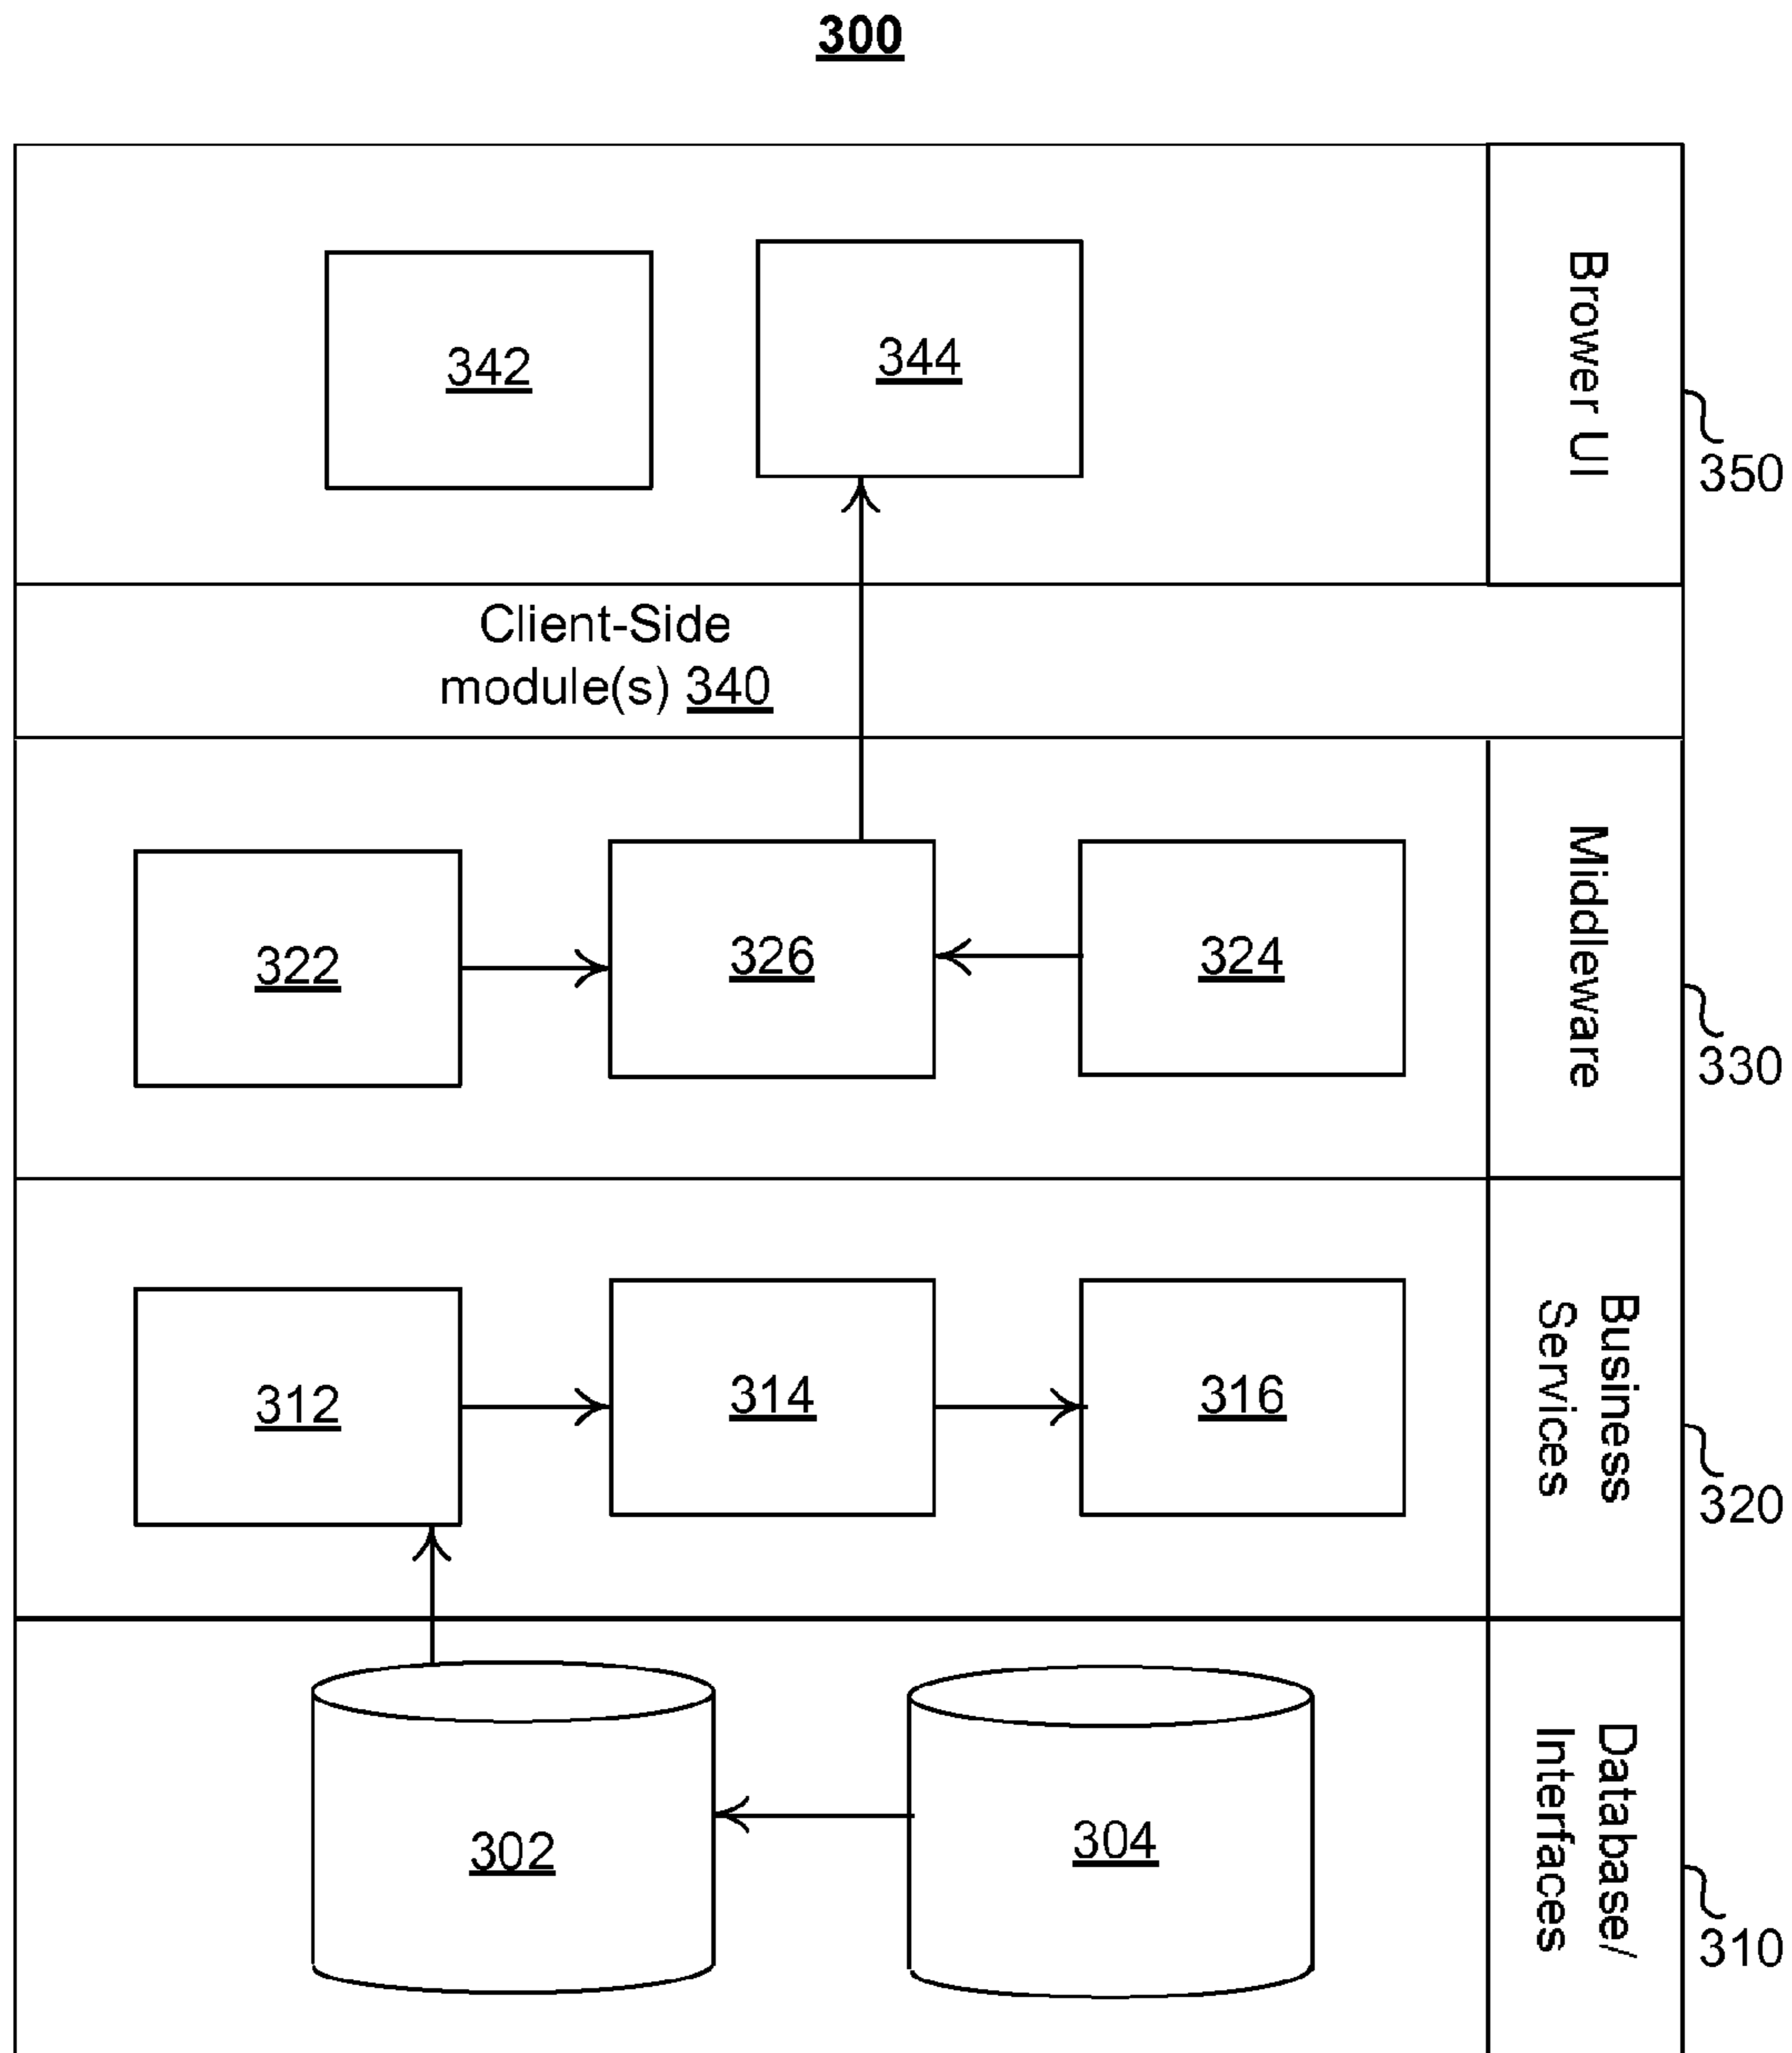 300
342
344
Brower UI
350
Client-Side
module(s) 340
322
326
324
Middleware
330
312
314
316
Business
Services
320
302
304
Database/
Interfaces
310